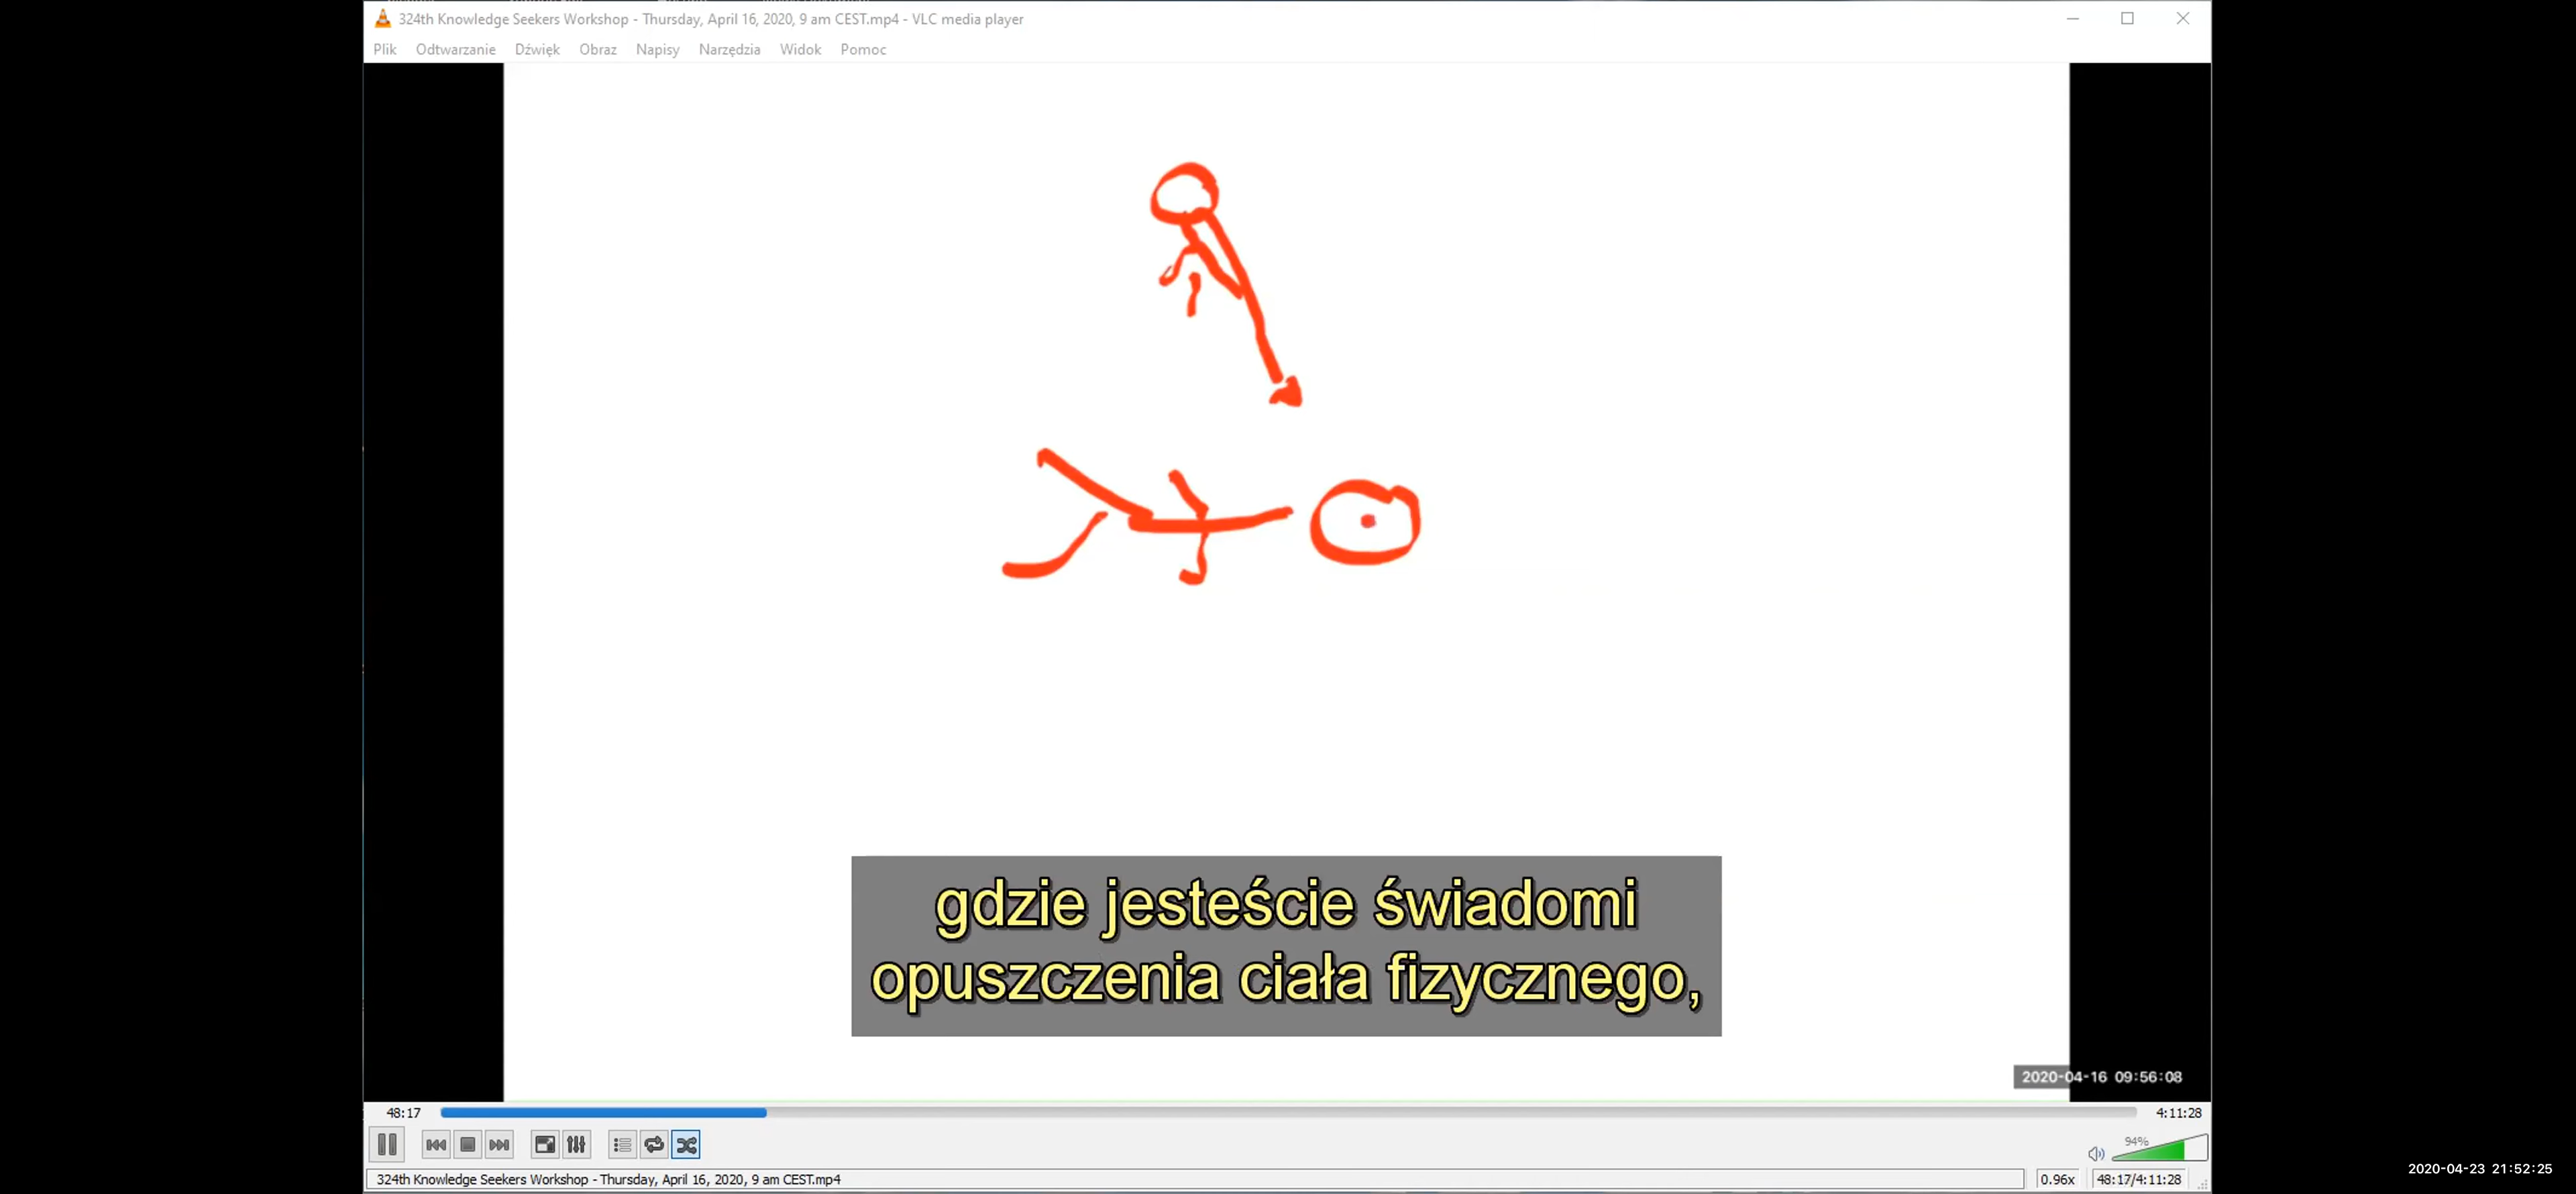 324th Knowledge Seekers Workshop - Thursday, April 16, 2020, 9 am CEST.mp4 - VLC media player
Plik Odtwarzanie Dźwięk Obraz Napisy Narzędzia Widok Pomoc
gdzie jesteście świadomi
opuszczenia ciała fizycznego,
2020-04-16 09:56:08
48:17 4:11:28
94%
2020-04-23 21:52:25
324th Knowledge Seekers Workshop - Thursday, April 16, 2020, 9 am CEST.mp4 0.96x 48:17/4:11:28